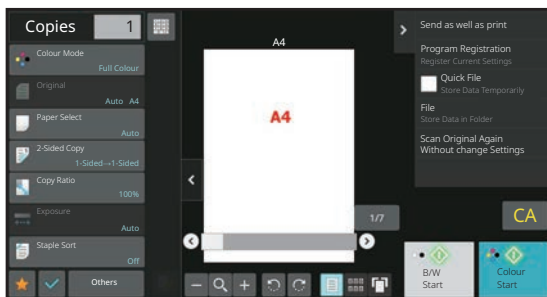 Copies 1
Colour Mode
Full Colour
Original
Auto A4
Paper Select
Auto
2-Sided Copy
1-Sided→1-Sided
Copy Ratio
100%
Exposure
Auto
Staple Sort
Off
Others
A4
A4
1/7
Send as well as print
Program Registration
Register Current Settings
Quick File
Store Data Temporarily
File
Store Data in Folder
Scan Original Again
Without change Settings
CA
B/W
Start
Colour
Start